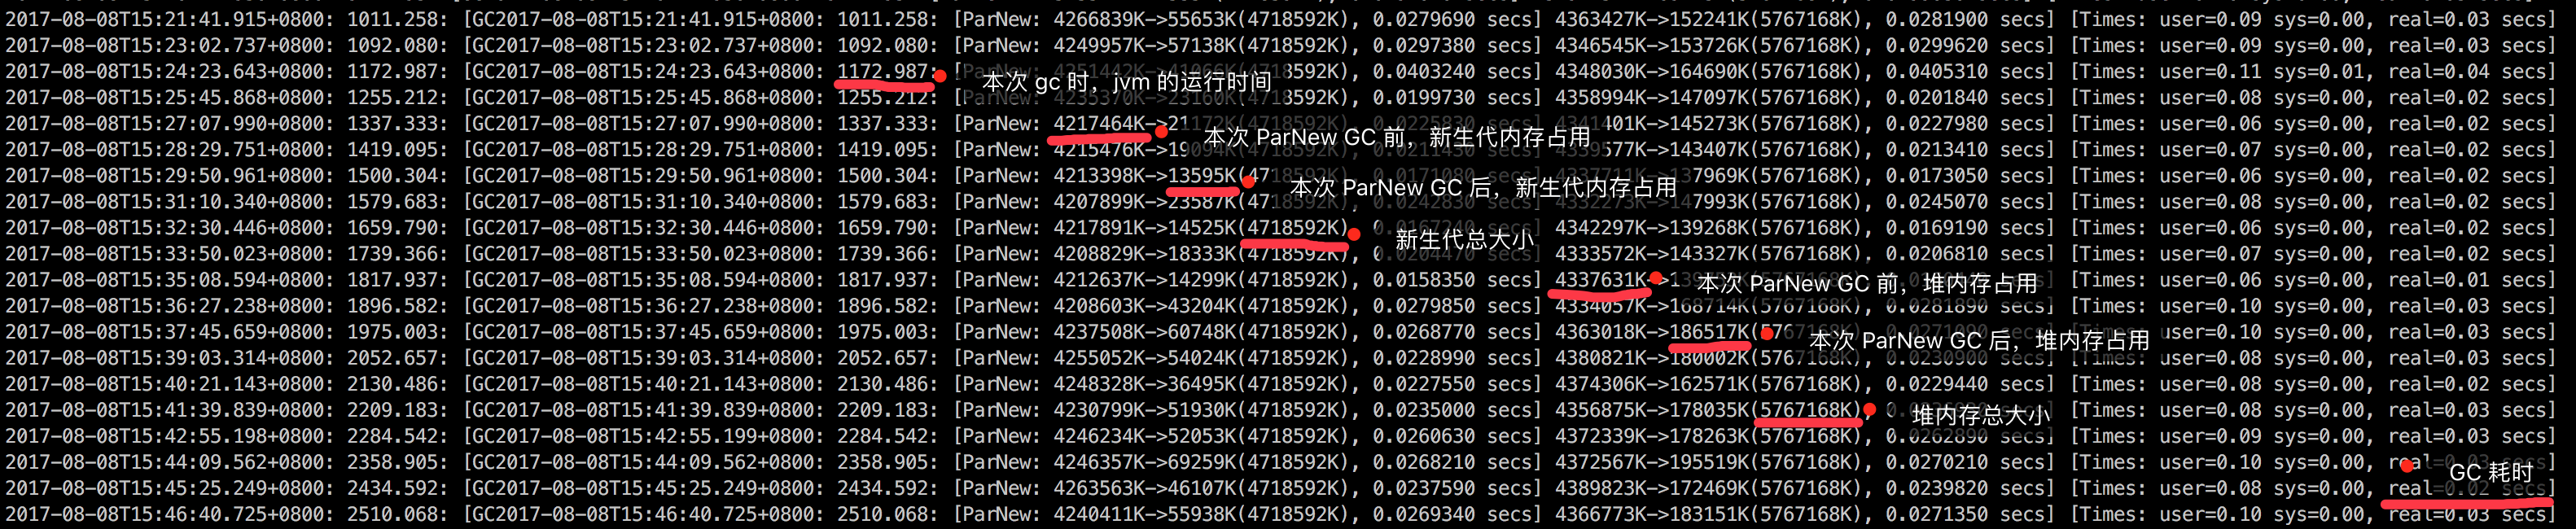 2017-08-08T15:21:41.915+0800: 1011.258: [GC2017-08-08T15:21:41.915+0800: 1011.258: [ParNew: 4266839K->55653K(4718592K), 0.0279690 secs] 4363427K->152241K(5767168K), 0.0281900 secs] [Times: user=0.09 sys=0.00, real=0.03 secs]
2017-08-08T15:23:02.737+0800: 1092.080: [GC2017-08-08T15:23:02.737+0800: 1092.080: [ParNew: 4249957K->57138K(4718592K), 0.0297380 secs] 4346545K->153726K(5767168K), 0.0299620 secs] [Times: user=0.09 sys=0.00, real=0.03 secs]
2017-08-08T15:24:23.643+0800: 1172.987: [GC2017-08-08T15:24:23.643+0800: 1172.987: [ 8592K), 0.0403240 secs] 4348030K->164690K(5767168K), 0.0405310 secs] [Times: user=0.11 sys=0.01, real=0.04 secs]
本次 gc 时，jvm 的运行时间
2017-08-08T15:25:45.868+0800: 1255.212: [GC2017-08-08T15:25:45.868+0800: 1255.212: [ParNew: 4235370K->23160K(4718592K), 0.0199730 secs] 4358994K->147097K(5767168K), 0.0201840 secs] [Times: user=0.08 sys=0.00, real=0.02 secs]
2017-08-08T15:27:07.990+0800: 1337.333: [GC2017-08-08T15:27:07.990+0800: 1337.333: [ParNew: 4217464K->21172K(4718592K), 0.0225830 secs] 4341401K->145273K(5767168K), 0.0227980 secs] [Times: user=0.06 sys=0.00, real=0.02 secs]
本次 ParNew GC 前，新生代内存占用
2017-08-08T15:28:29.751+0800: 1419.095: [GC2017-08-08T15:28:29.751+0800: 1419.095: [ParNew: 4215476K->19094K(4718592K), 0.0211430 secs] 4339577K->143407K(5767168K), 0.0213410 secs] [Times: user=0.07 sys=0.00, real=0.02 secs]
2017-08-08T15:29:50.961+0800: 1500.304: [GC2017-08-08T15:29:50.961+0800: 1500.304: [ParNew: 4213398K->13595K(4718592K), 0.0171080 secs] 137969K(5767168K), 0.0173050 secs] [Times: user=0.06 sys=0.00, real=0.02 secs]
本次 ParNew GC 后，新生代内存占用
2017-08-08T15:31:10.340+0800: 1579.683: [GC2017-08-08T15:31:10.340+0800: 1579.683: [ParNew: 4207899K->23587K(4718592K), 0.0242830 secs] 147993K(5767168K), 0.0245070 secs] [Times: user=0.08 sys=0.00, real=0.02 secs]
2017-08-08T15:32:30.446+0800: 1659.790: [GC2017-08-08T15:32:30.446+0800: 1659.790: [ParNew: 4217891K->14525K(4718592K), 0.0167240 secs] 4342297K->139268K(5767168K), 0.0169190 secs] [Times: user=0.06 sys=0.00, real=0.02 secs]
新生代总大小
2017-08-08T15:33:50.023+0800: 1739.366: [GC2017-08-08T15:33:50.023+0800: 1739.366: [ParNew: 4208829K->18333K(4718592K), 0.0204470 secs] 4333572K->143327K(5767168K), 0.0206810 secs] [Times: user=0.07 sys=0.00, real=0.02 secs]
2017-08-08T15:35:08.594+0800: 1817.937: [GC2017-08-08T15:35:08.594+0800: 1817.937: [ParNew: 4212637K->14299K(4718592K), 0.0158350 secs] 4337631K-> secs] [Times: user=0.06 sys=0.00, real=0.01 secs]
本次 ParNew GC 前，堆内存占用
2017-08-08T15:36:27.238+0800: 1896.582: [GC2017-08-08T15:36:27.238+0800: 1896.582: [ParNew: 4208603K->43204K(4718592K), 0.0279850 secs] 4334057K->168714K(5767168K), 0.0281890 secs] [Times: user=0.10 sys=0.00, real=0.03 secs]
2017-08-08T15:37:45.659+0800: 1975.003: [GC2017-08-08T15:37:45.659+0800: 1975.003: [ParNew: 4237508K->60748K(4718592K), 0.0268770 secs] 4363018K->186517K(5767168K), secs] [Times: user=0.10 sys=0.00, real=0.03 secs]
本次 ParNew GC 后，堆内存占用
2017-08-08T15:39:03.314+0800: 2052.657: [GC2017-08-08T15:39:03.314+0800: 2052.657: [ParNew: 4255052K->54024K(4718592K), 0.0228990 secs] 4380821K->180002K(5767168K), 0.0230900 secs] [Times: user=0.08 sys=0.00, real=0.03 secs]
2017-08-08T15:40:21.143+0800: 2130.486: [GC2017-08-08T15:40:21.143+0800: 2130.486: [ParNew: 4248328K->36495K(4718592K), 0.0227550 secs] 4374306K->162571K(5767168K), 0.0229440 secs] [Times: user=0.08 sys=0.00, real=0.02 secs]
2017-08-08T15:41:39.839+0800: 2209.183: [GC2017-08-08T15:41:39.839+0800: 2209.183: [ParNew: 4230799K->51930K(4718592K), 0.0235000 secs] 4356875K->178035K(5767168K), secs] [Times: user=0.08 sys=0.00, real=0.03 secs]
堆内存总大小
2017-08-08T15:42:55.198+0800: 2284.542: [GC2017-08-08T15:42:55.199+0800: 2284.542: [ParNew: 4246234K->52053K(4718592K), 0.0260630 secs] 4372339K->178263K(5767168K), 0.0262890 secs] [Times: user=0.09 sys=0.00, real=0.03 secs]
2017-08-08T15:44:09.562+0800: 2358.905: [GC2017-08-08T15:44:09.562+0800: 2358.905: [ParNew: 4246357K->69259K(4718592K), 0.0268210 secs] 4372567K->195519K(5767168K), 0.0270210 secs] [Times: user=0.10 sys=0.00, real=0.03 secs]
GC 耗时
2017-08-08T15:45:25.249+0800: 2434.592: [GC2017-08-08T15:45:25.249+0800: 2434.592: [ParNew: 4263563K->46107K(4718592K), 0.0237590 secs] 4389823K->172469K(5767168K), 0.0239820 secs] [Times: user=0.08 sys=0.00, real=0.02 secs]
2017-08-08T15:46:40.725+0800: 2510.068: [GC2017-08-08T15:46:40.725+0800: 2510.068: [ParNew: 4240411K->55938K(4718592K), 0.0269340 secs] 4366773K->183151K(5767168K), 0.0271350 secs] [Times: user=0.10 sys=0.00, real=0.03 secs]